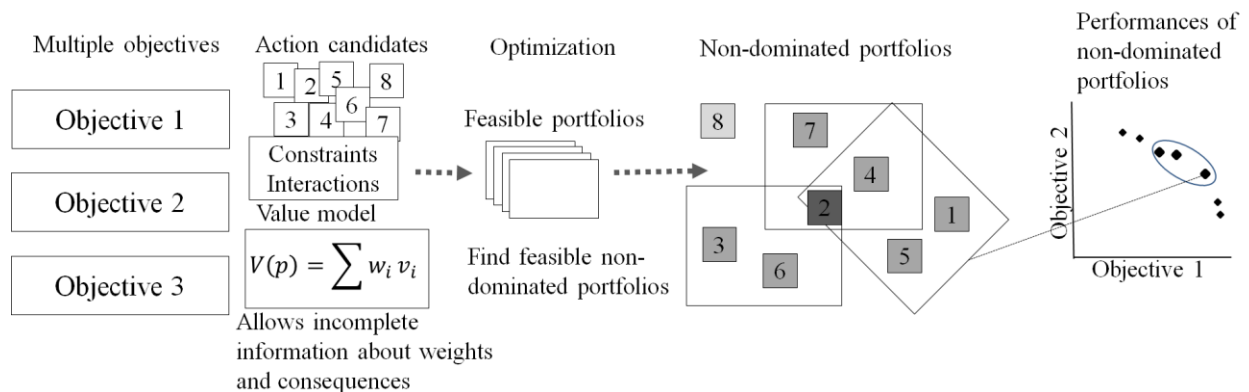 Multiple objectives
Objective 1
Objective 2
Objective 3
Action candidates
1
2
5
8
6
3
4
7
Constraints
Interactions
Value model
V(p) = ∑ wᵢ vᵢ
Allows incomplete
information about weights
and consequences
Optimization
Feasible portfolios
Find feasible non-
dominated portfolios
Non-dominated portfolios
8
7
4
2
1
3
5
6
Performances of
non-dominated
portfolios
Objective 2
Objective 1